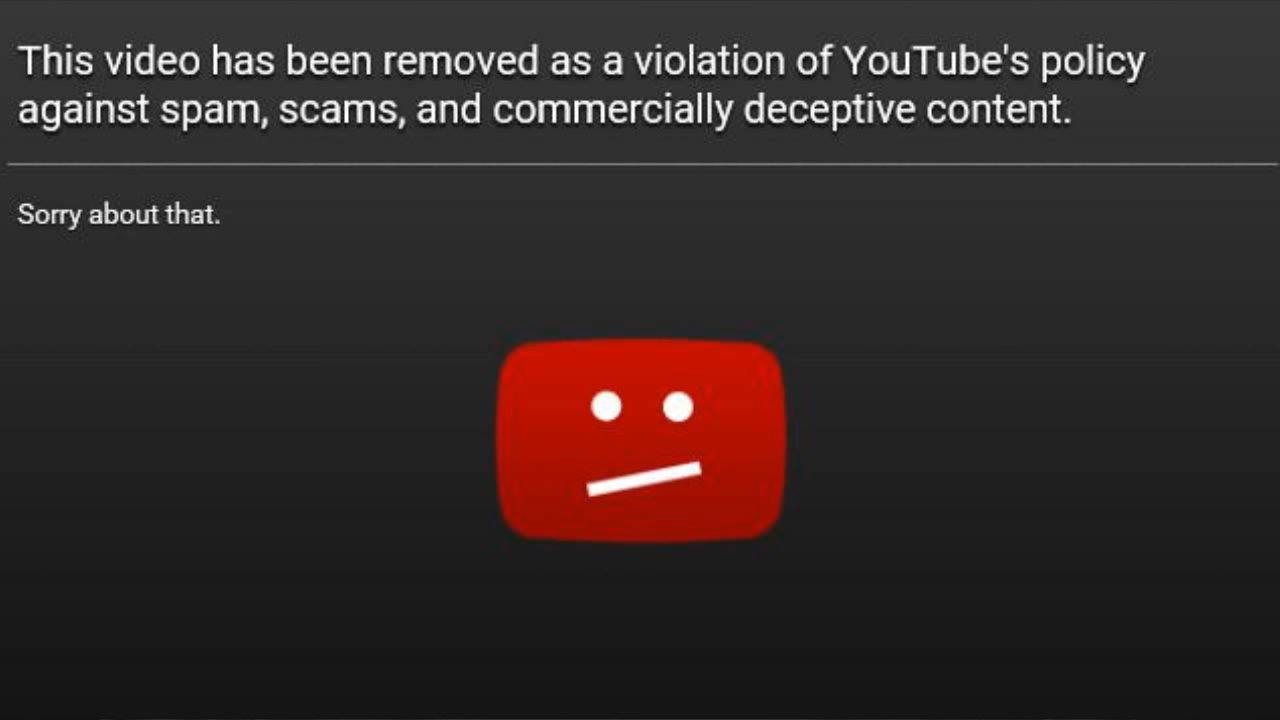 This video has been removed as a violation of YouTube's policy
against spam, scams, and commercially deceptive content.
Sorry about that.